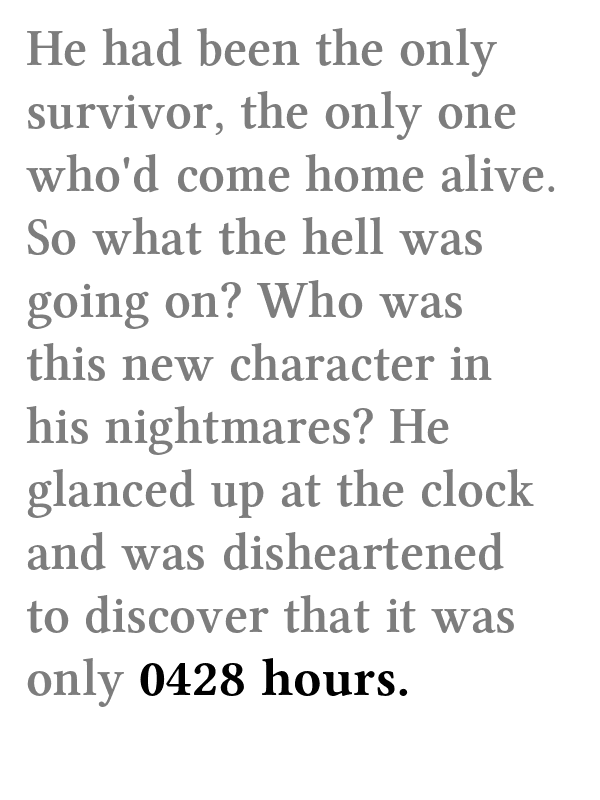 He had been the only
survivor, the only one
who'd come home alive.
So what the hell was
going on? Who was
this new character in
his nightmares? He
glanced up at the clock
and was disheartened
to discover that it was
only 0428 hours.